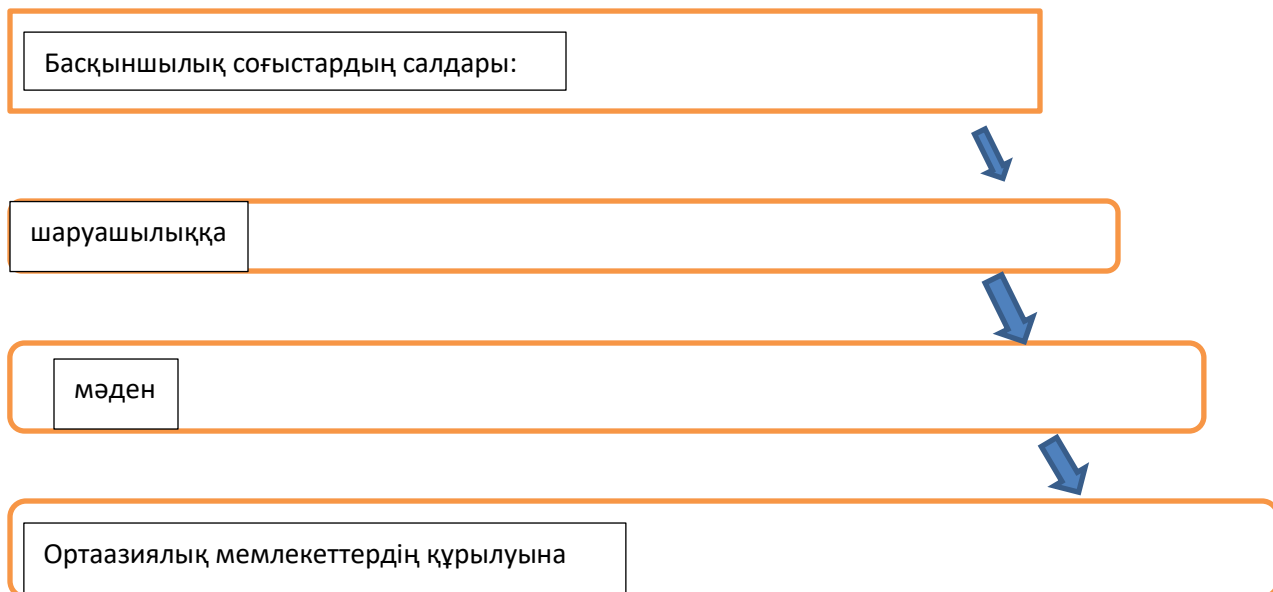 Басқыншылық соғыстардың салдары:
шаруашылыққа
мәден
Ортаазиялық мемлекеттердің құрылуына